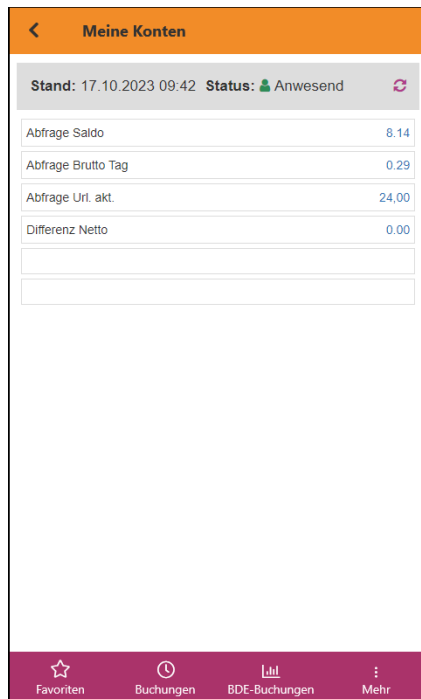 Meine Konten
Stand: 17.10.2023 09:42 Status: Anwesend
Abfrage Saldo 8.14
Abfrage Brutto Tag 0.29
Abfrage Url. akt. 24,00
Differenz Netto 0.00
Favoriten Buchungen BDE-Buchungen Mehr